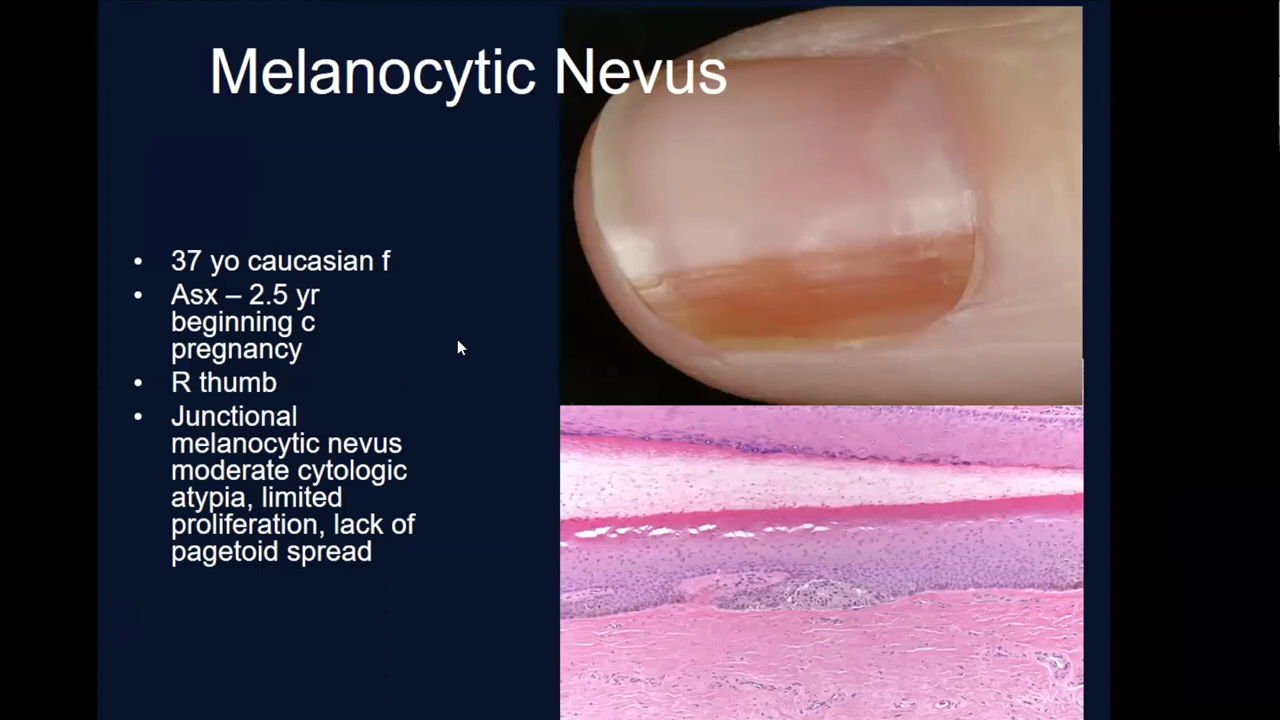 Melanocytic Nevus
• 37 yo caucasian f
• Asx – 2.5 yr
beginning c
pregnancy
• R thumb
• Junctional
melanocytic nevus
moderate cytologic
atypia, limited
proliferation, lack of
pagetoid spread